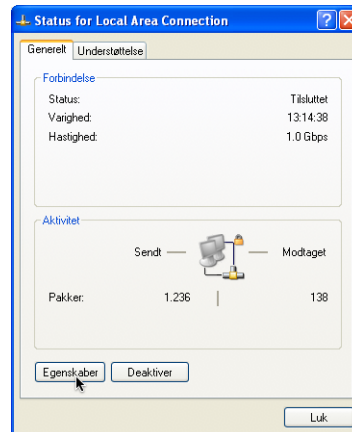 Status for Local Area Connection
Generelt Understøttelse
Forbindelse
Status: Tilsluttet
Varighed: 13:14:38
Hastighed: 1.0 Gbps
Aktivitet
Sendt Modtaget
Pakker: 1.236 138
Egenskaber Deaktiver
Luk